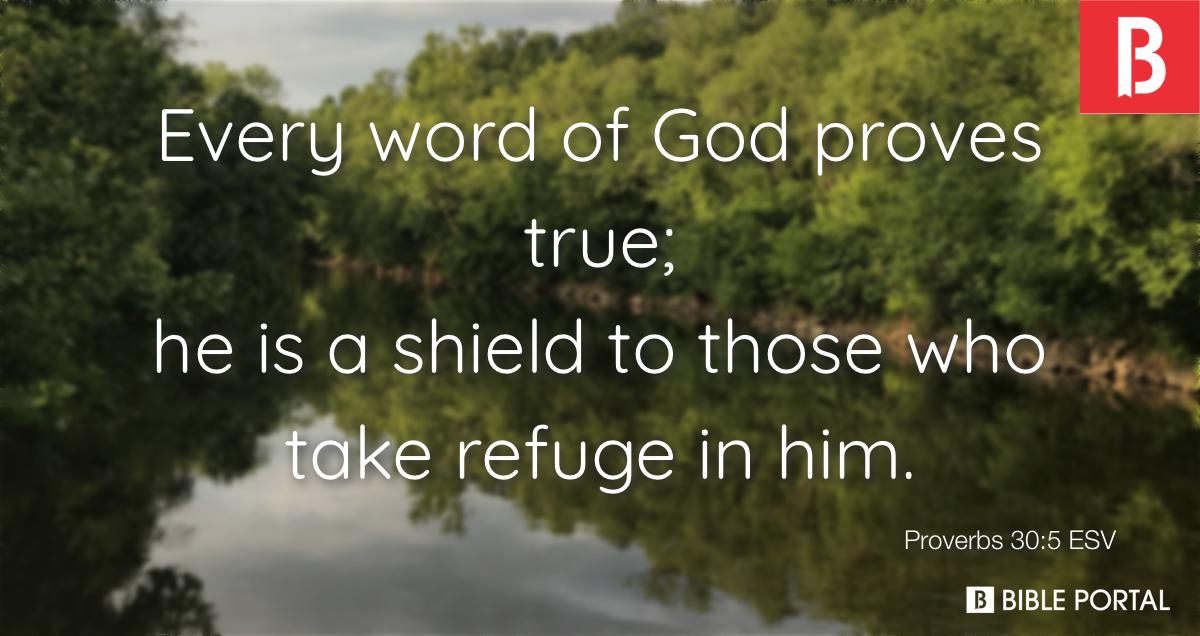 B
Every word of God proves
true;
he is a shield to those who
take refuge in him.
Proverbs 30:5 ESV
B BIBLE PORTAL